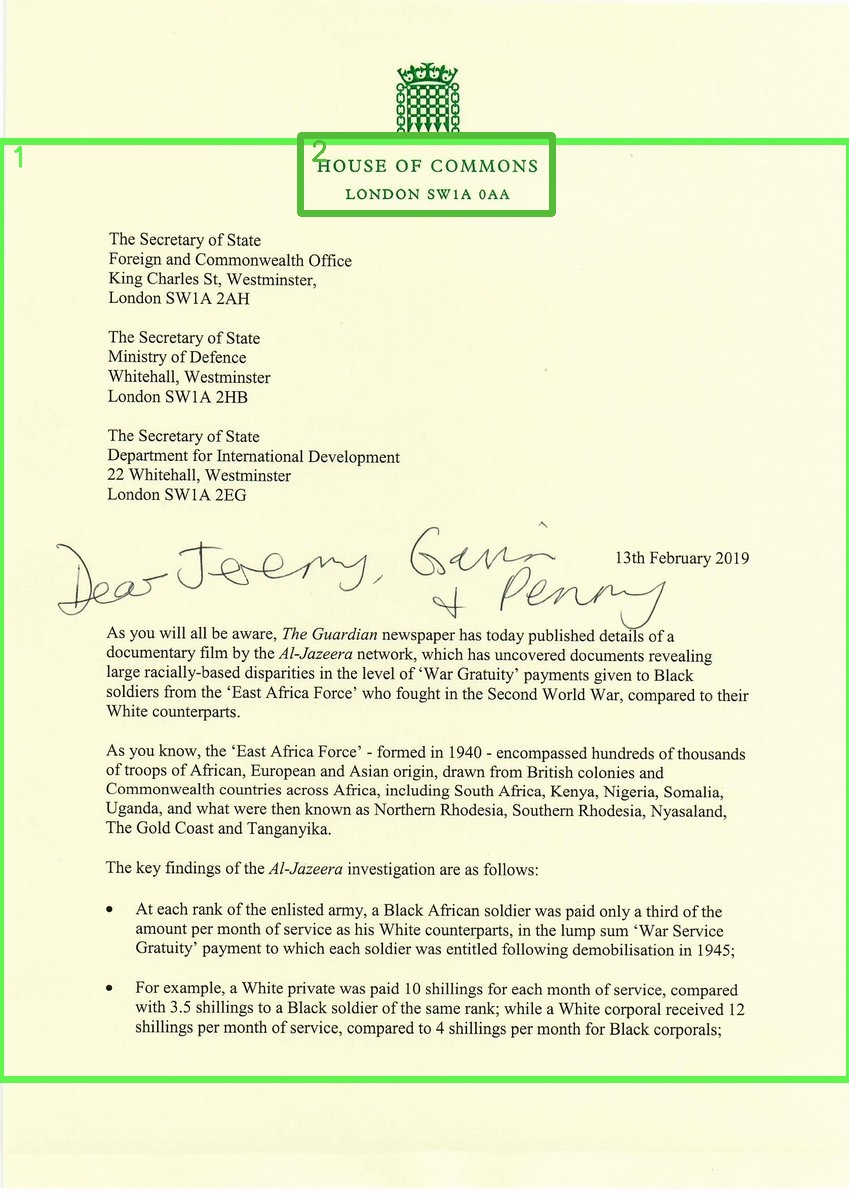 HOUSE OF COMMONS
LONDON SW1A 0AA
The Secretary of State
Foreign and Commonwealth Office
King Charles St, Westminster,
London SW1A 2AH
The Secretary of State
Ministry of Defence
Whitehall, Westminster
London SW1A 2HB
The Secretary of State
Department for International Development
22 Whitehall, Westminster
London SW1A 2EG
13th February 2019
Dear Jeremy, Gavin
& Penny
As you will all be aware, The Guardian newspaper has today published details of a
documentary film by the Al-Jazeera network, which has uncovered documents revealing
large racially-based disparities in the level of ‘War Gratuity’ payments given to Black
soldiers from the ‘East Africa Force’ who fought in the Second World War, compared to their
White counterparts.
As you know, the ‘East Africa Force’ - formed in 1940 - encompassed hundreds of thousands
of troops of African, European and Asian origin, drawn from British colonies and
Commonwealth countries across Africa, including South Africa, Kenya, Nigeria, Somalia,
Uganda, and what were then known as Northern Rhodesia, Southern Rhodesia, Nyasaland,
The Gold Coast and Tanganyika.
The key findings of the Al-Jazeera investigation are as follows:
• At each rank of the enlisted army, a Black African soldier was paid only a third of the
amount per month of service as his White counterparts, in the lump sum ‘War Service
Gratuity’ payment to which each soldier was entitled following demobilisation in 1945;
• For example, a White private was paid 10 shillings for each month of service, compared
with 3.5 shillings to a Black soldier of the same rank; while a White corporal received 12
shillings per month of service, compared to 4 shillings per month for Black corporals;
1
2